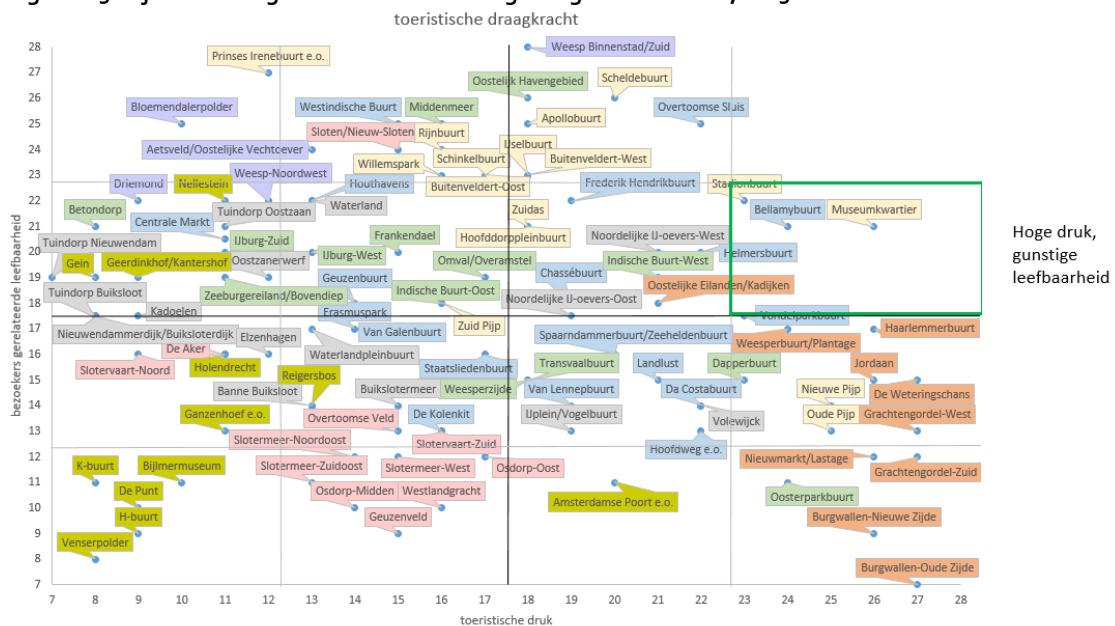 toeristische draagkracht
28
Weesp Binnenstad/Zuid
Prinses Irenebuurt e.o.
27
Oostelijk Havengebied
Scheldebuurt
26
Bloemendalerpolder
Westindische Buurt
Middenmeer
Overtoomse Sluis
25
Apollobuurt
Sloten/Nieuw-Sloten
Rijnbuurt
24
Aetsveld/Oostelijke Vechtoever
IJselbuurt
Willemspark
Schinkelbuurt
Buitenveldert-West
23
Weesp-Noordwest
Driemond
Nellestein
Houthavens
Buitenveldert-Oost
Frederik Hendrikbuurt
Stadionbuurt
22
Betondorp
Tuindorp Oostzaan
Waterland
Zuidas
Bellamybuurt
Museumkwartier
Centrale Markt
21
Hoge druk,
gunstige
leefbaarheid
Tuindorp Nieuwendam
IJburg-Zuid
Frankendael
Hoofddorppleinbuurt
Noordelijke IJ-oevers-West
20
Gein
Geerdinkhof/Kantershof
Oostzanerwerf
IJburg-West
Omval/Overamstel
Indische Buurt-West
Helmersbuurt
19
Geuzenbuurt
Chassébuurt
Tuindorp Buiksloot
Zeeburgereiland/Bovendiep
Indische Buurt-Oost
Noordelijke IJ-oevers-Oost
Oostelijke Eilanden/Kadijken
18
Kadoelen
Erasmuspark
Vondelparkbuurt
17
Nieuwendammerdijk/Buiksloterdijk
Elzenhagen
Van Galenbuurt
Zuid Pijp
Spaarndammerbuurt/Zeeheldenbuurt
Weesperbuurt/Plantage
Haarlemmerbuurt
16
De Aker
Waterlandpleinbuurt
Slotervaart-Noord
Holendrecht
Reigersbos
Staatsliedenbuurt
Transvaalbuurt
Landlust
Dapperbuurt
Jordaan
15
Banne Buiksloot
Buikslotermeer
Weesperzijde
Van Lennepbuurt
Da Costabuurt
Nieuwe Pijp
De Weteringschans
14
Ganzenhoef e.o.
Overtoomse Veld
De Kolenkit
IJplein/Vogelbuurt
Volewijck
Oude Pijp
Grachtengordel-West
13
Slotermeer-Noordoost
Slotervaart-Zuid
Hoofdweg e.o.
12
K-buurt
Bijlmermuseum
Slotermeer-Zuidoost
Slotermeer-West
Osdorp-Oost
Nieuwmarkt/Lastage
Grachtengordel-Zuid
11
De Punt
Osdorp-Midden
Westlandgracht
Amsterdamse Poort e.o.
Oosterparkbuurt
10
H-buurt
Geuzenveld
Burgwallen-Nieuwe Zijde
9
Venserpolder
8
Burgwallen-Oude Zijde
7
bezoekers gerelateerde leefbaarheid
7 8 9 10 11 12 13 14 15 16 17 18 19 20 21 22 23 24 25 26 27 28
toeristische druk